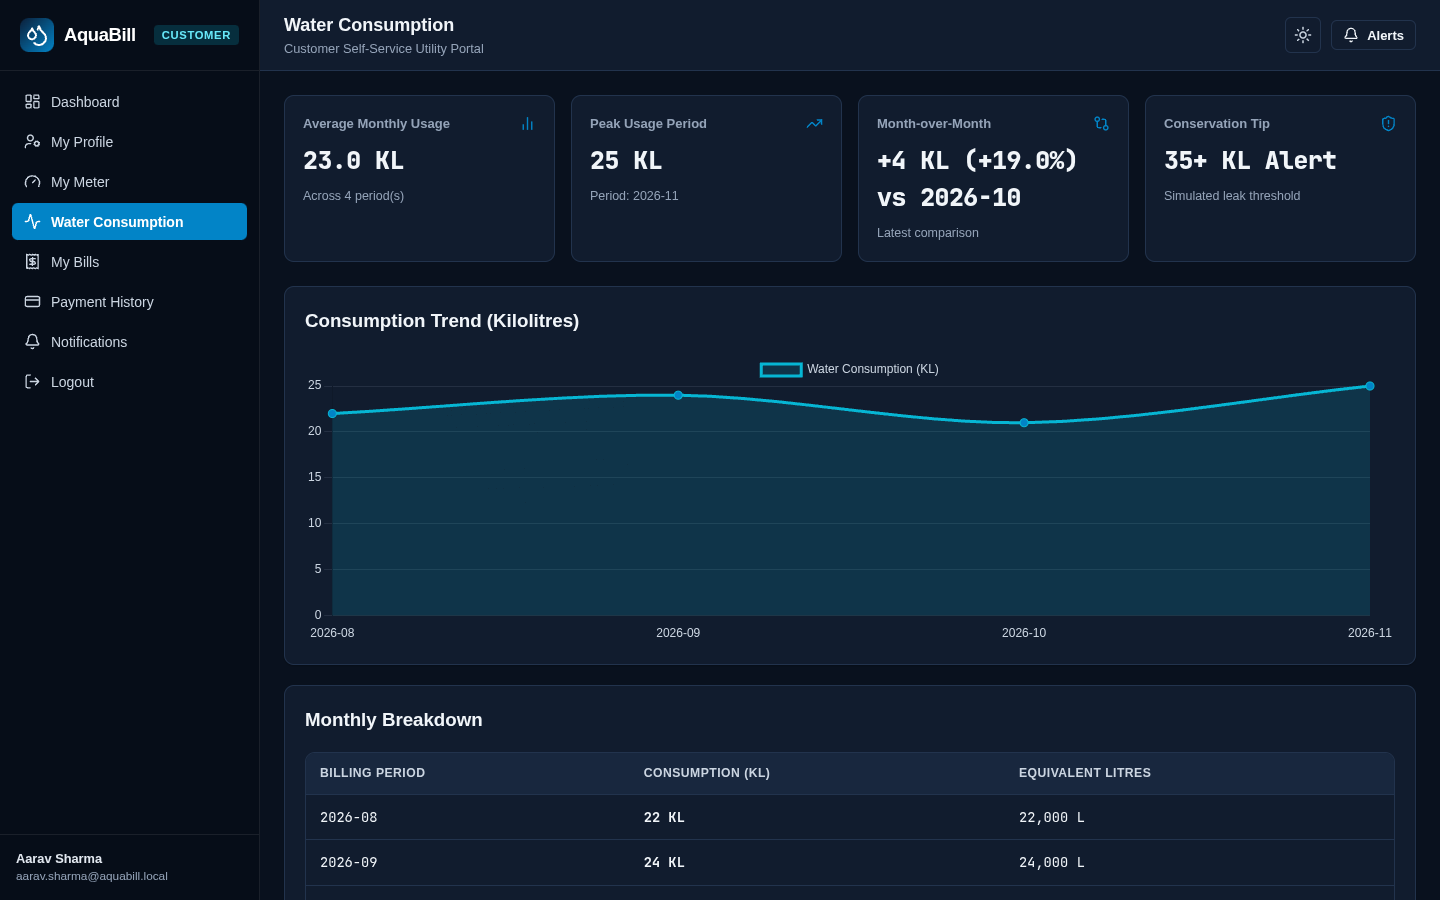 AquaBill
CUSTOMER
Dashboard
My Profile
My Meter
Water Consumption
My Bills
Payment History
Notifications
Logout
Aarav Sharma
aarav.sharma@aquabill.local
Water Consumption
Customer Self-Service Utility Portal
Alerts
Average Monthly Usage
23.0 KL
Across 4 period(s)
Peak Usage Period
25 KL
Period: 2026-11
Month-over-Month
+4 KL (+19.0%)
vs 2026-10
Latest comparison
Conservation Tip
35+ KL Alert
Simulated leak threshold
Consumption Trend (Kilolitres)
Water Consumption (KL)
25
20
15
10
5
0
2026-08 2026-09 2026-10 2026-11
Monthly Breakdown
BILLING PERIOD CONSUMPTION (KL) EQUIVALENT LITRES
2026-08 22 KL 22,000 L
2026-09 24 KL 24,000 L